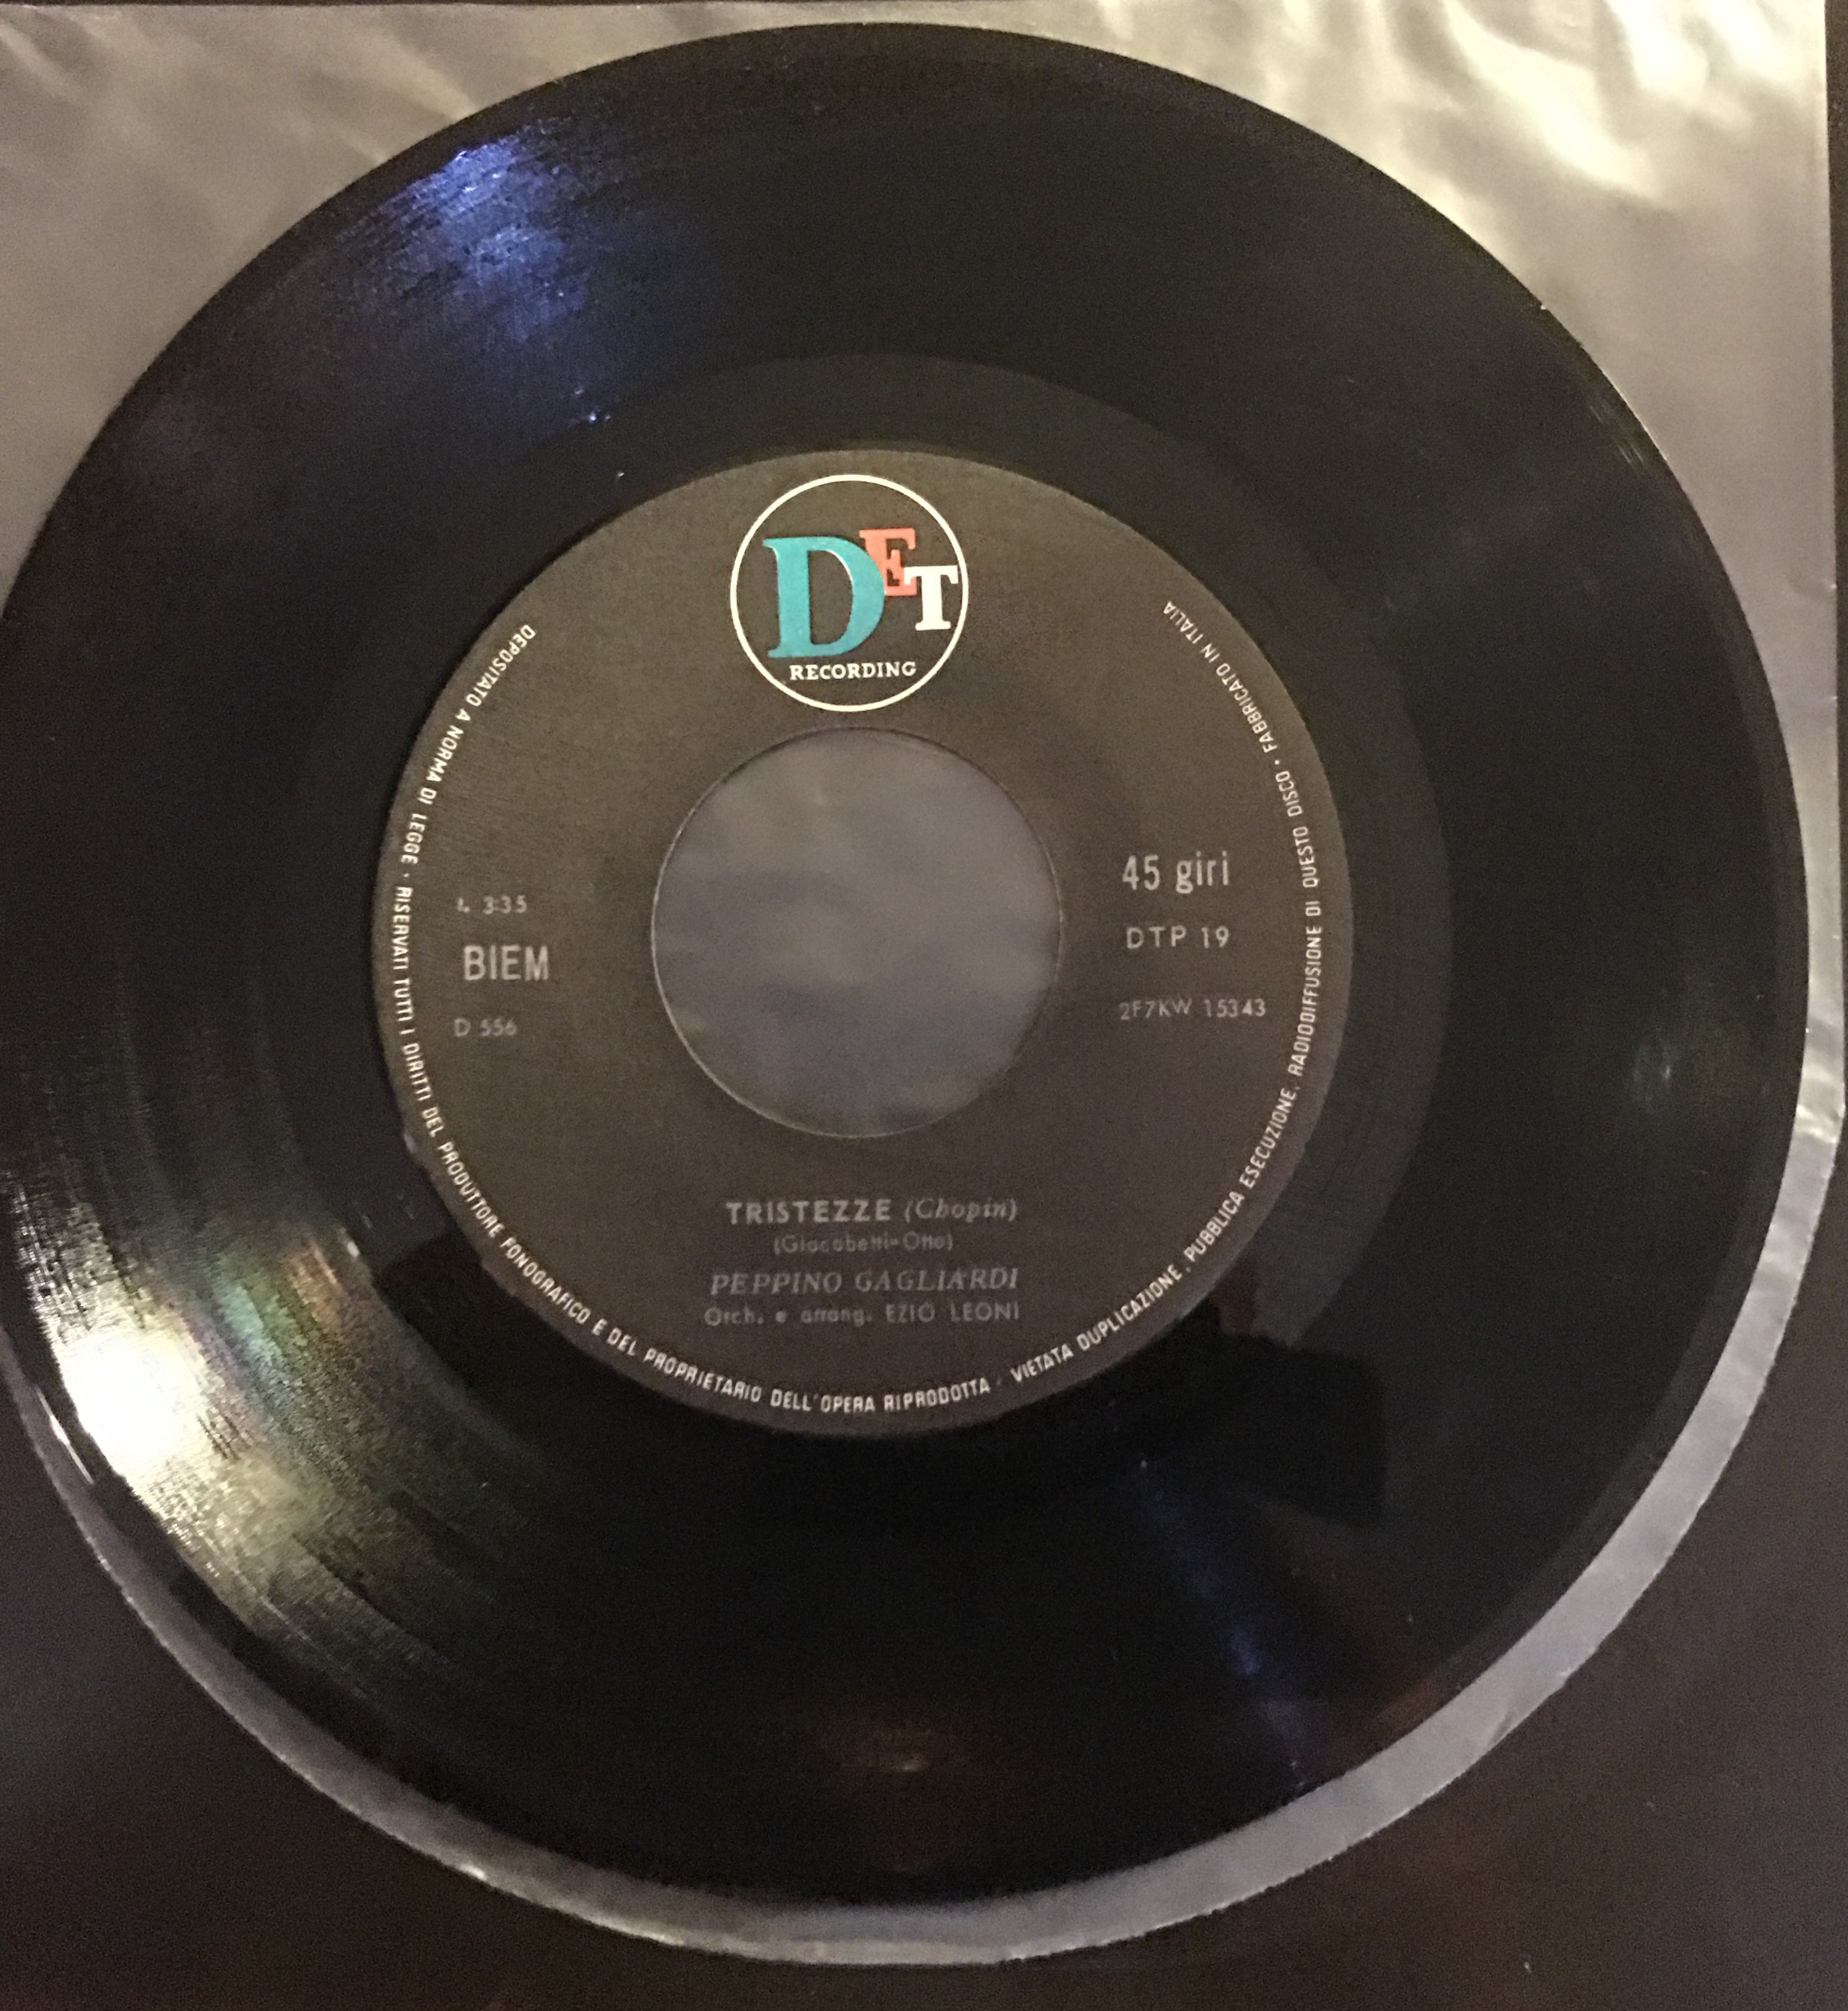 DET
RECORDING
DEPOSITATO A NORMA DI LEGGE · RISERVATI TUTTI I DIRITTI DEL PRODUTTORE FONOGRAFICO E DEL PROPRIETARIO DELL'OPERA RIPRODOTTA · VIETATA DUPLICAZIONE, PUBBLICA ESECUZIONE, RADIODIFFUSIONE DI QUESTO DISCO · FABBRICATO IN ITALIA
3:35
BIEM
D 556
45 giri
DTP 19
2F7KW 15343
TRISTEZZE (Chopin)
(Giacobetti-Otto)
PEPPINO GAGLIARDI
Orch. e arrang. EZIO LEONI